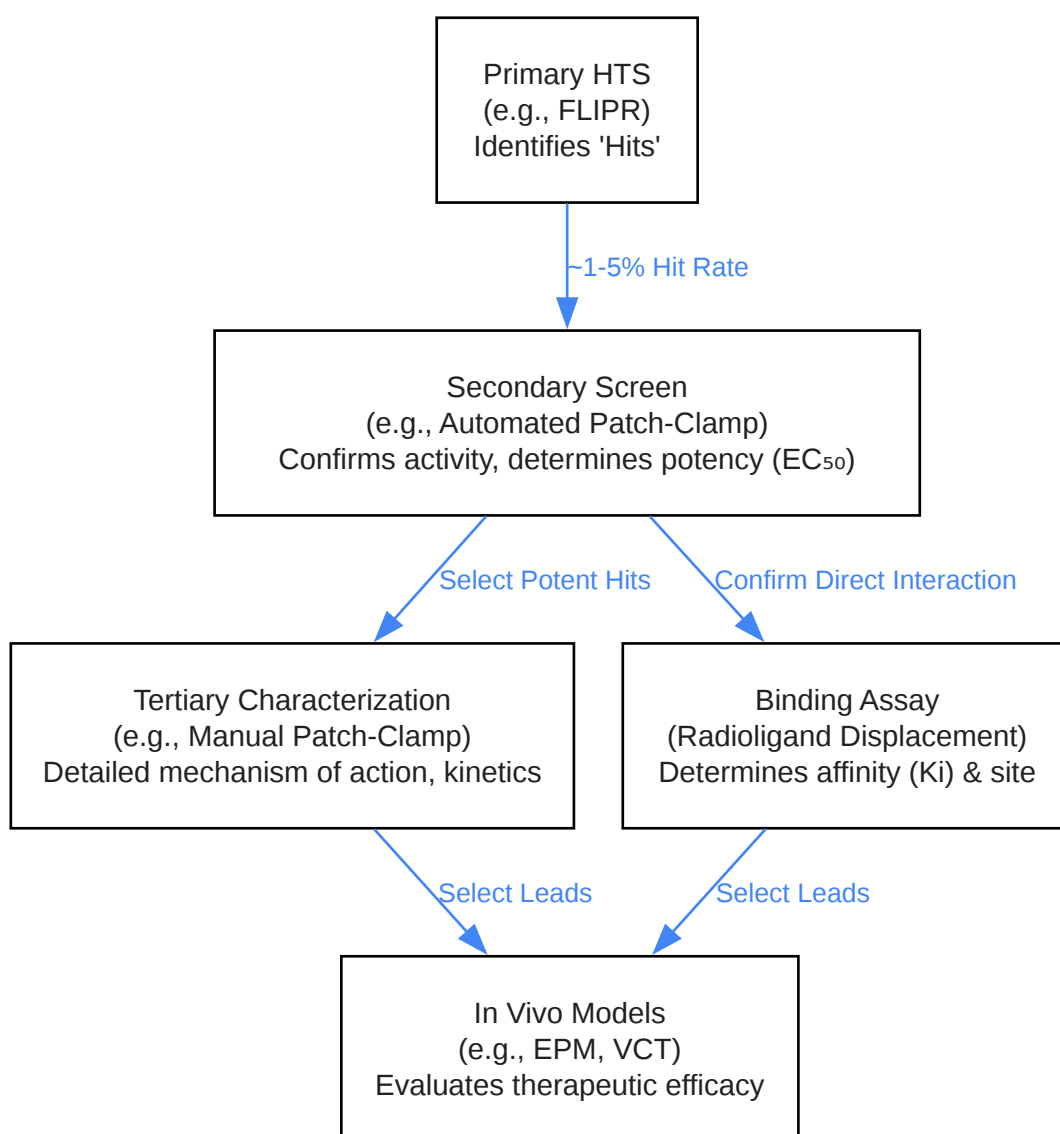 Primary HTS
(e.g., FLIPR)
Identifies 'Hits'
~1-5% Hit Rate
Secondary Screen
(e.g., Automated Patch-Clamp)
Confirms activity, determines potency (EC₅₀)
Select Potent Hits
Confirm Direct Interaction
Tertiary Characterization
(e.g., Manual Patch-Clamp)
Detailed mechanism of action, kinetics
Binding Assay
(Radioligand Displacement)
Determines affinity (Ki) & site
Select Leads
Select Leads
In Vivo Models
(e.g., EPM, VCT)
Evaluates therapeutic efficacy